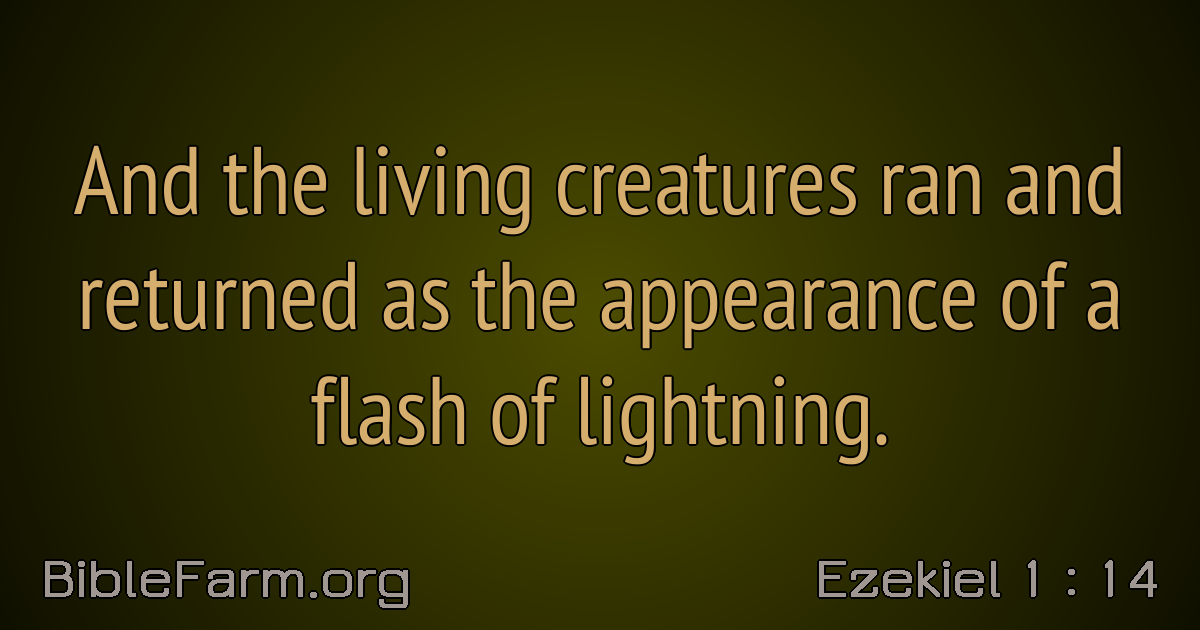 And the living creatures ran and
returned as the appearance of a
flash of lightning.
BibleFarm.org
Ezekiel 1 : 14